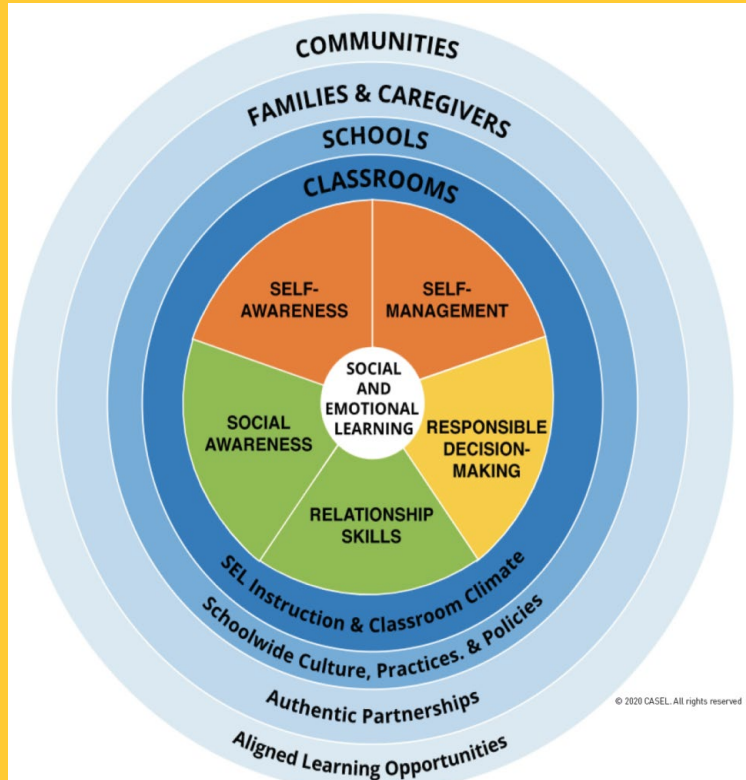 COMMUNITIES
FAMILIES & CAREGIVERS
SCHOOLS
CLASSROOMS
SELF-
AWARENESS
SELF-
MANAGEMENT
SOCIAL
AND
EMOTIONAL
LEARNING
SOCIAL
AWARENESS
RESPONSIBLE
DECISION-
MAKING
RELATIONSHIP
SKILLS
SEL Instruction & Classroom Climate
Schoolwide Culture, Practices. & Policies
Authentic Partnerships
Aligned Learning Opportunities
© 2020 CASEL. All rights reserved